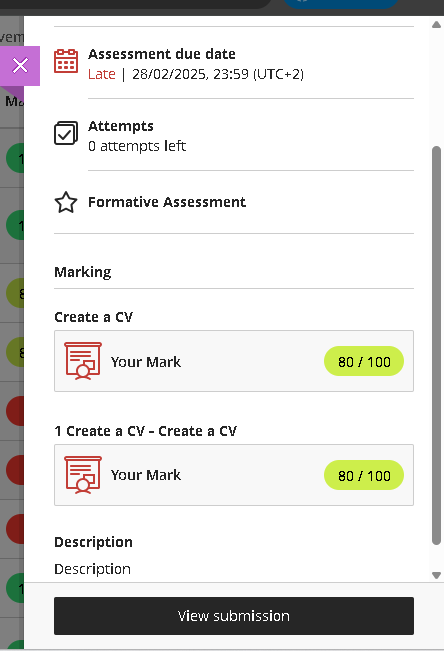 Assessment due date
Late | 28/02/2025, 23:59 (UTC+2)
Attempts
0 attempts left
Formative Assessment
Marking
Create a CV
Your Mark
80 / 100
1 Create a CV - Create a CV
Your Mark
80 / 100
Description
Description
View submission